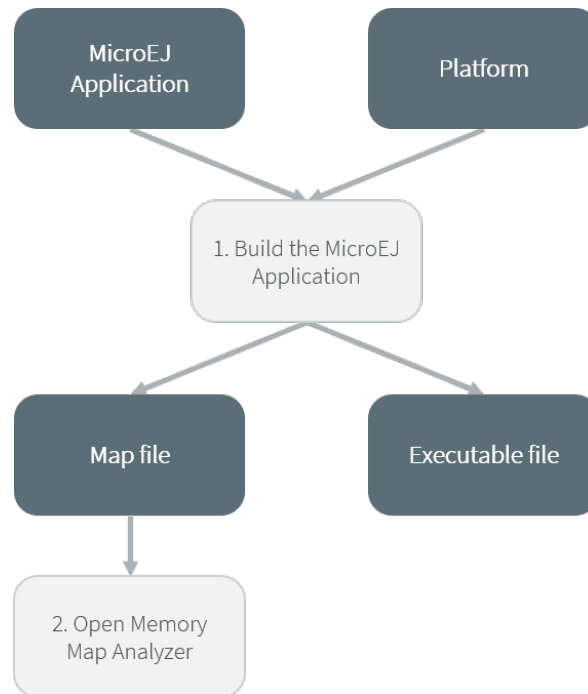 MicroEJ
Application
Platform
1. Build the MicroEJ
Application
Map file
Executable file
2. Open Memory
Map Analyzer